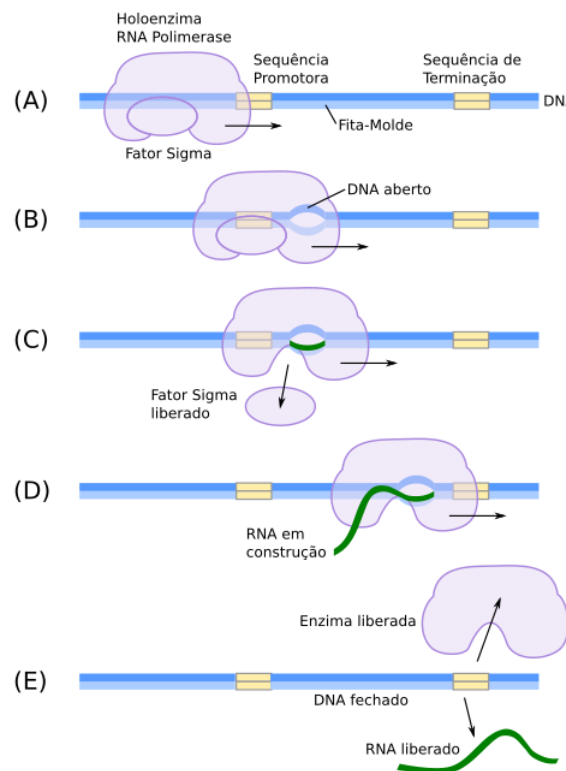 Holoenzima
RNA Polimerase
Sequência
Promotora
Sequência de
Terminação
(A)
DNA
Fita-Molde
Fator Sigma
(B)
DNA aberto
(C)
Fator Sigma
liberado
(D)
RNA em
construção
Enzima liberada
(E)
DNA fechado
RNA liberado